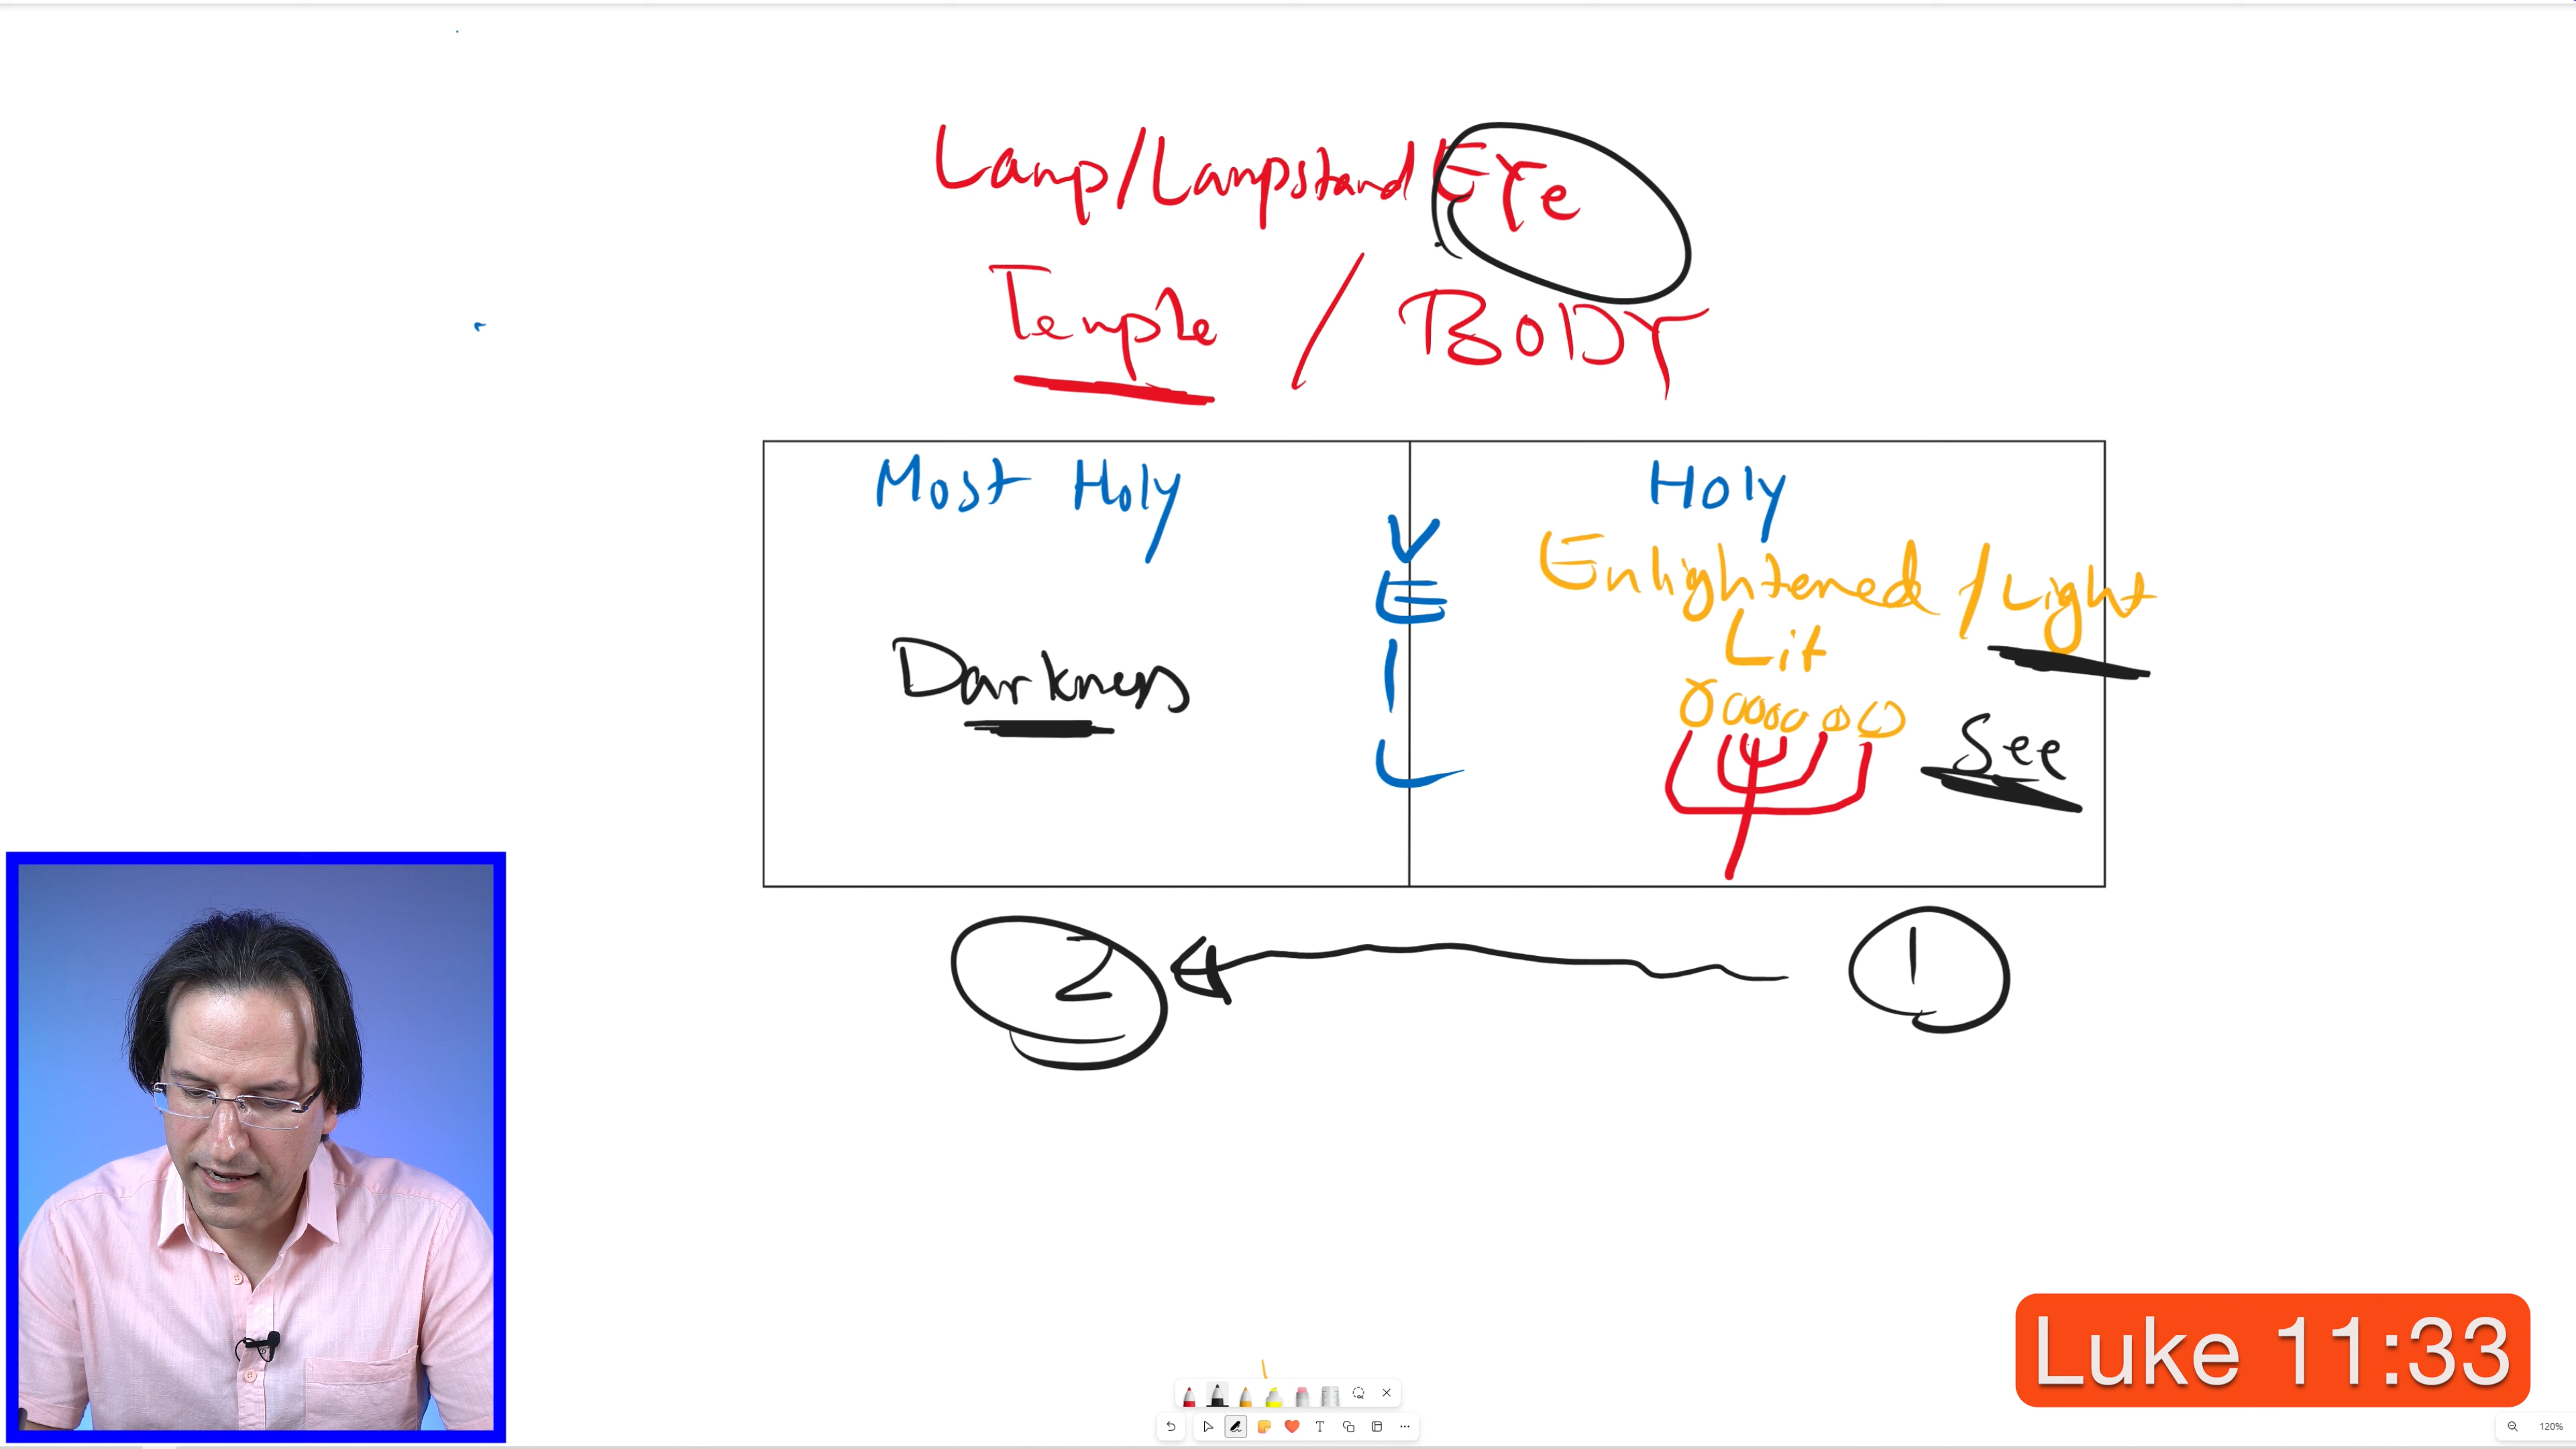 Lamp/Lampstand Eye
Temple / BODY
Most Holy
Holy
VEIL
Enlightened / Light
Lit
Darkness
See
2
1
Luke 11:33
120%